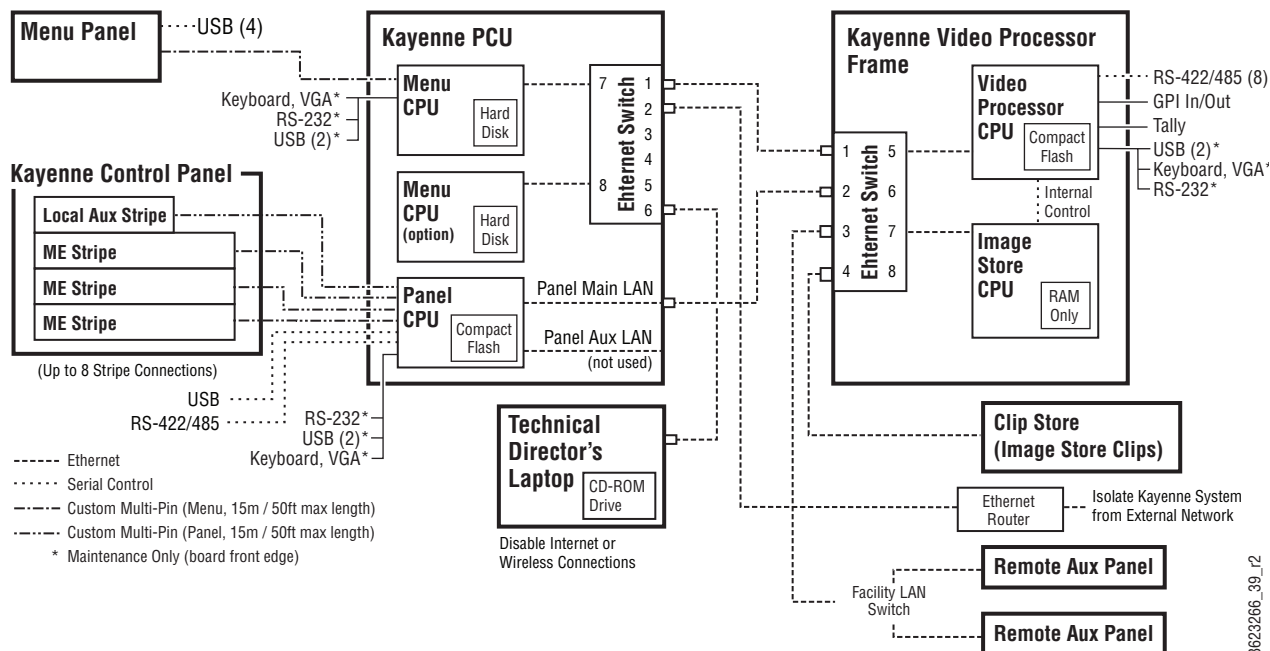 Menu Panel
USB (4)
Kayenne PCU
Menu
CPU
Hard
Disk
7
1
2
3
4
8
5
6
Ehternet Switch
Keyboard, VGA*
RS-232*
USB (2)*
Menu
CPU
(option)
Hard
Disk
Kayenne Control Panel
Local Aux Stripe
ME Stripe
ME Stripe
ME Stripe
(Up to 8 Stripe Connections)
Panel
CPU
Compact
Flash
Panel Main LAN
Panel Aux LAN
(not used)
USB
RS-422/485
RS-232*
USB (2)*
Keyboard, VGA*
Kayenne Video Processor
Frame
Video
Processor
CPU
Compact
Flash
RS-422/485 (8)
GPI In/Out
Tally
USB (2)*
Keyboard, VGA*
RS-232*
1
5
2
6
3
7
4
8
Ehternet Switch
Internal
Control
Image
Store
CPU
RAM
Only
Technical
Director's
Laptop
CD-ROM
Drive
Disable Internet or
Wireless Connections
Clip Store
(Image Store Clips)
Ethernet
Router
Isolate Kayenne System
from External Network
Facility LAN
Switch
Remote Aux Panel
Remote Aux Panel
Ethernet
Serial Control
Custom Multi-Pin (Menu, 15m / 50ft max length)
Custom Multi-Pin (Panel, 15m / 50ft max length)
* Maintenance Only (board front edge)
8623266_39_r2